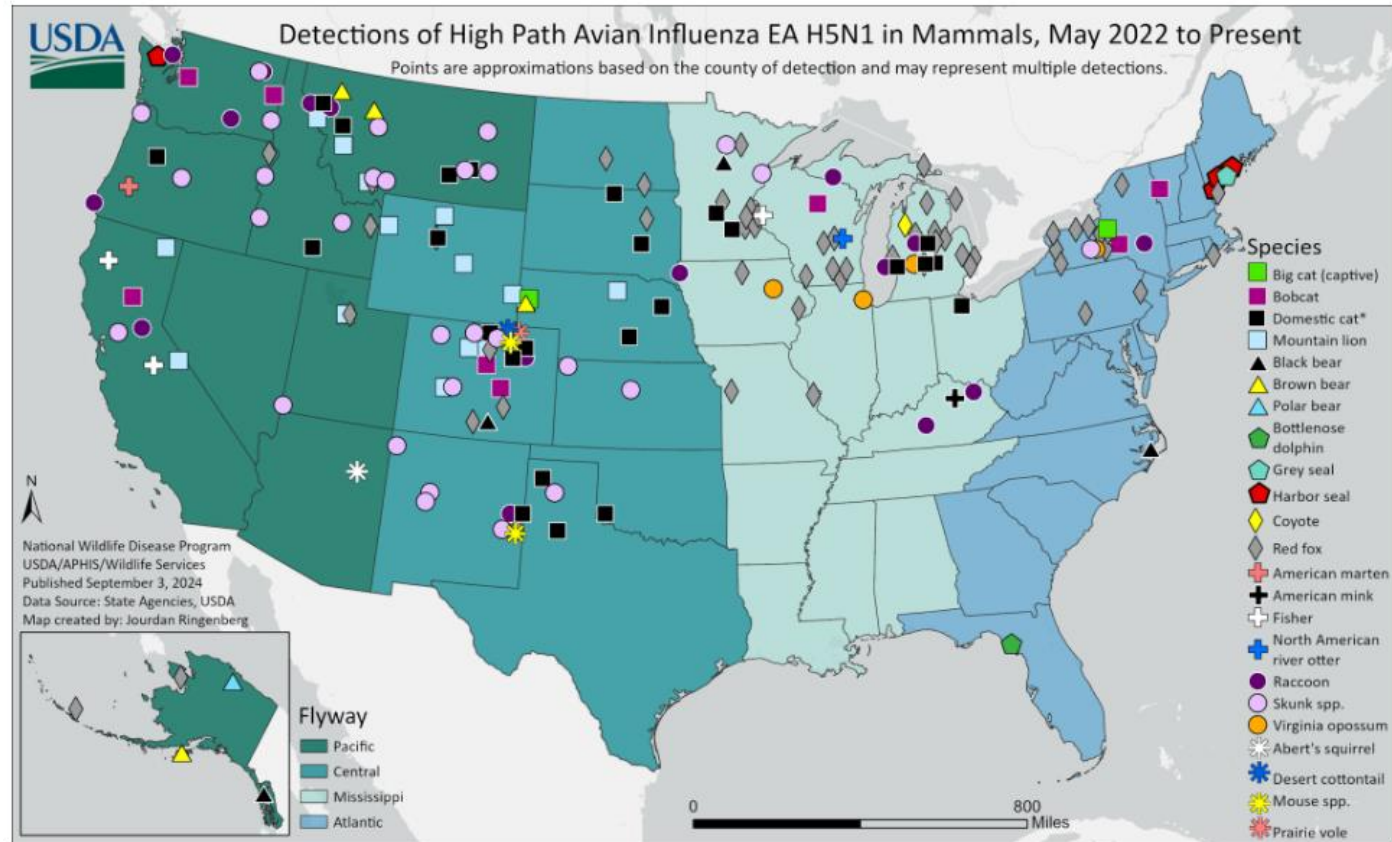 USDA
Detections of High Path Avian Influenza EA H5N1 in Mammals, May 2022 to Present
Points are approximations based on the county of detection and may represent multiple detections.
Species
Big cat (captive)
Bobcat
Domestic cat*
Mountain lion
Black bear
Brown bear
Polar bear
Bottlenose
dolphin
Grey seal
Harbor seal
Coyote
Red fox
American marten
American mink
Fisher
North American
river otter
Raccoon
Skunk spp.
Virginia opossum
Abert's squirrel
Desert cottontail
Mouse spp.
Prairie vole
N
National Wildlife Disease Program
USDA/APHIS/Wildlife Services
Published September 3, 2024
Data Source: State Agencies, USDA
Map created by: Jourdan Ringenberg
Flyway
Pacific
Central
Mississippi
Atlantic
0 800
Miles